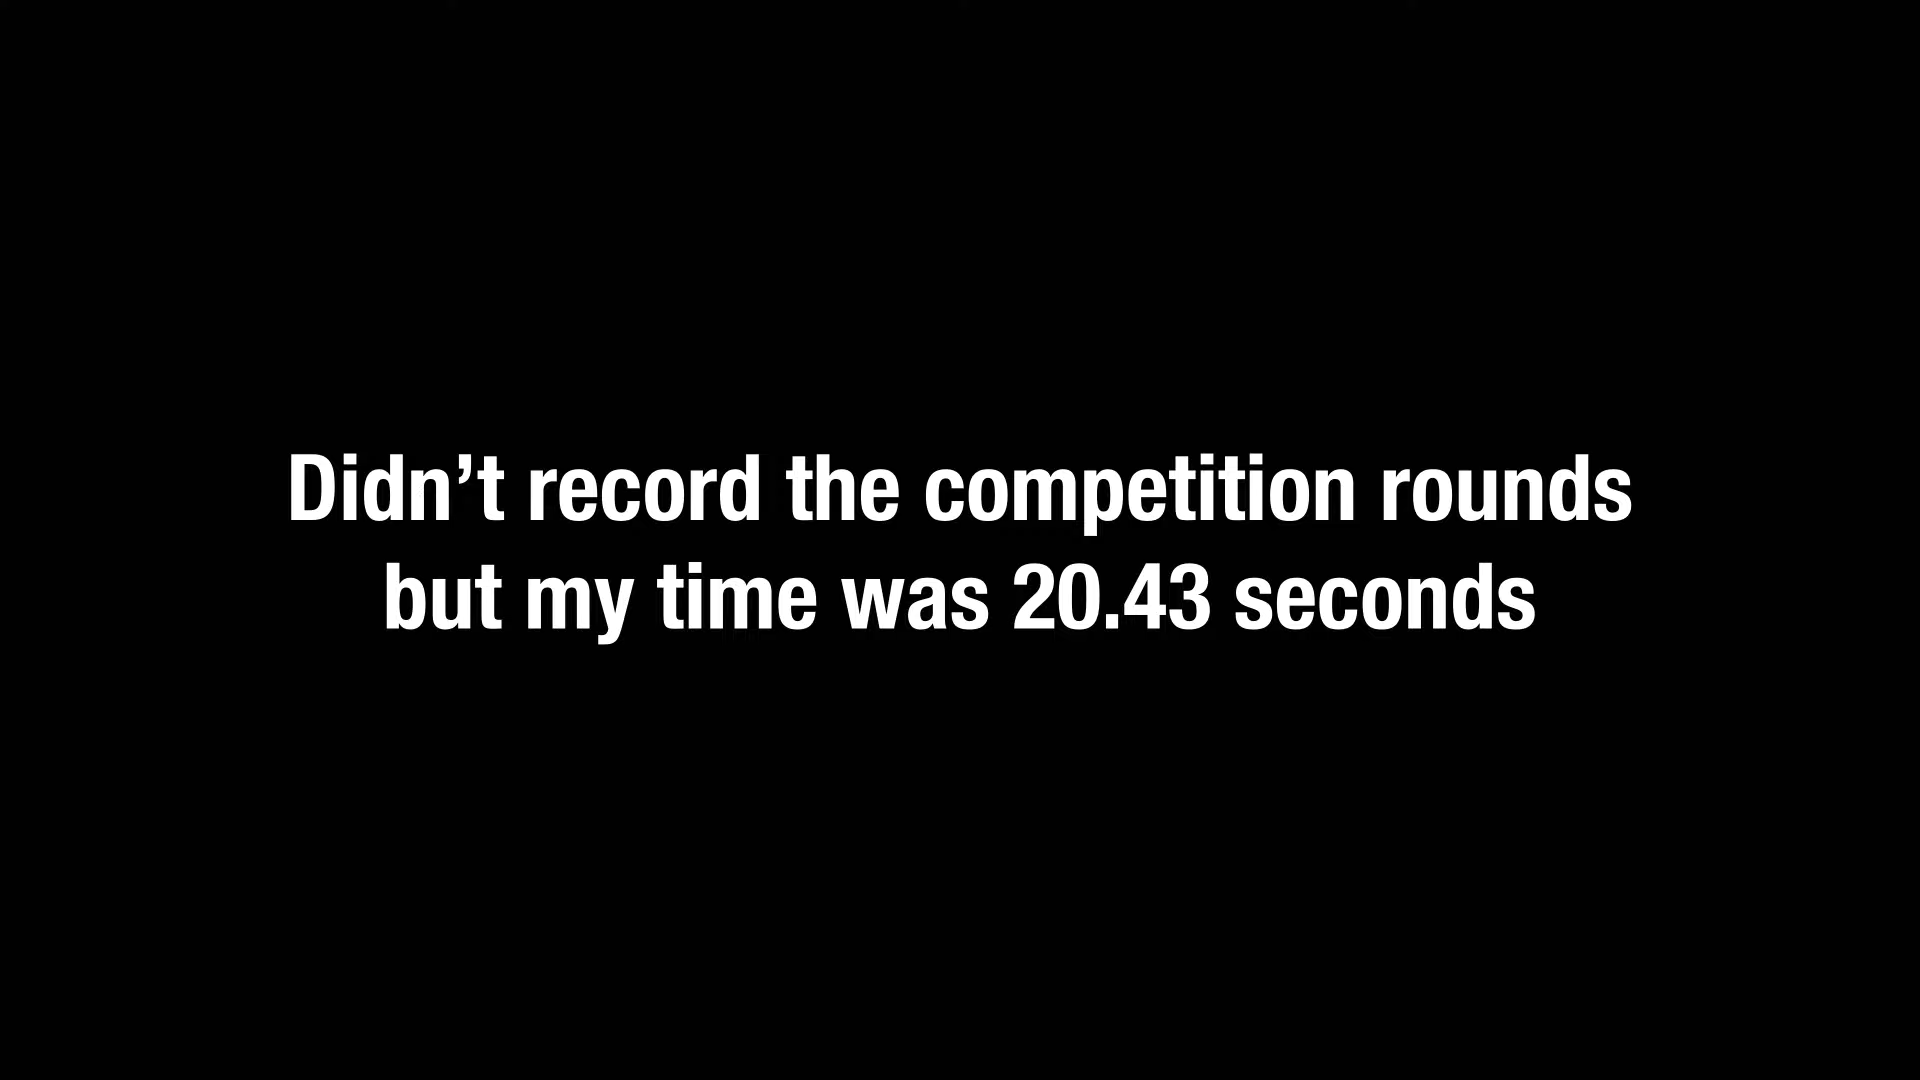 Didn’t record the competition rounds
but my time was 20.43 seconds